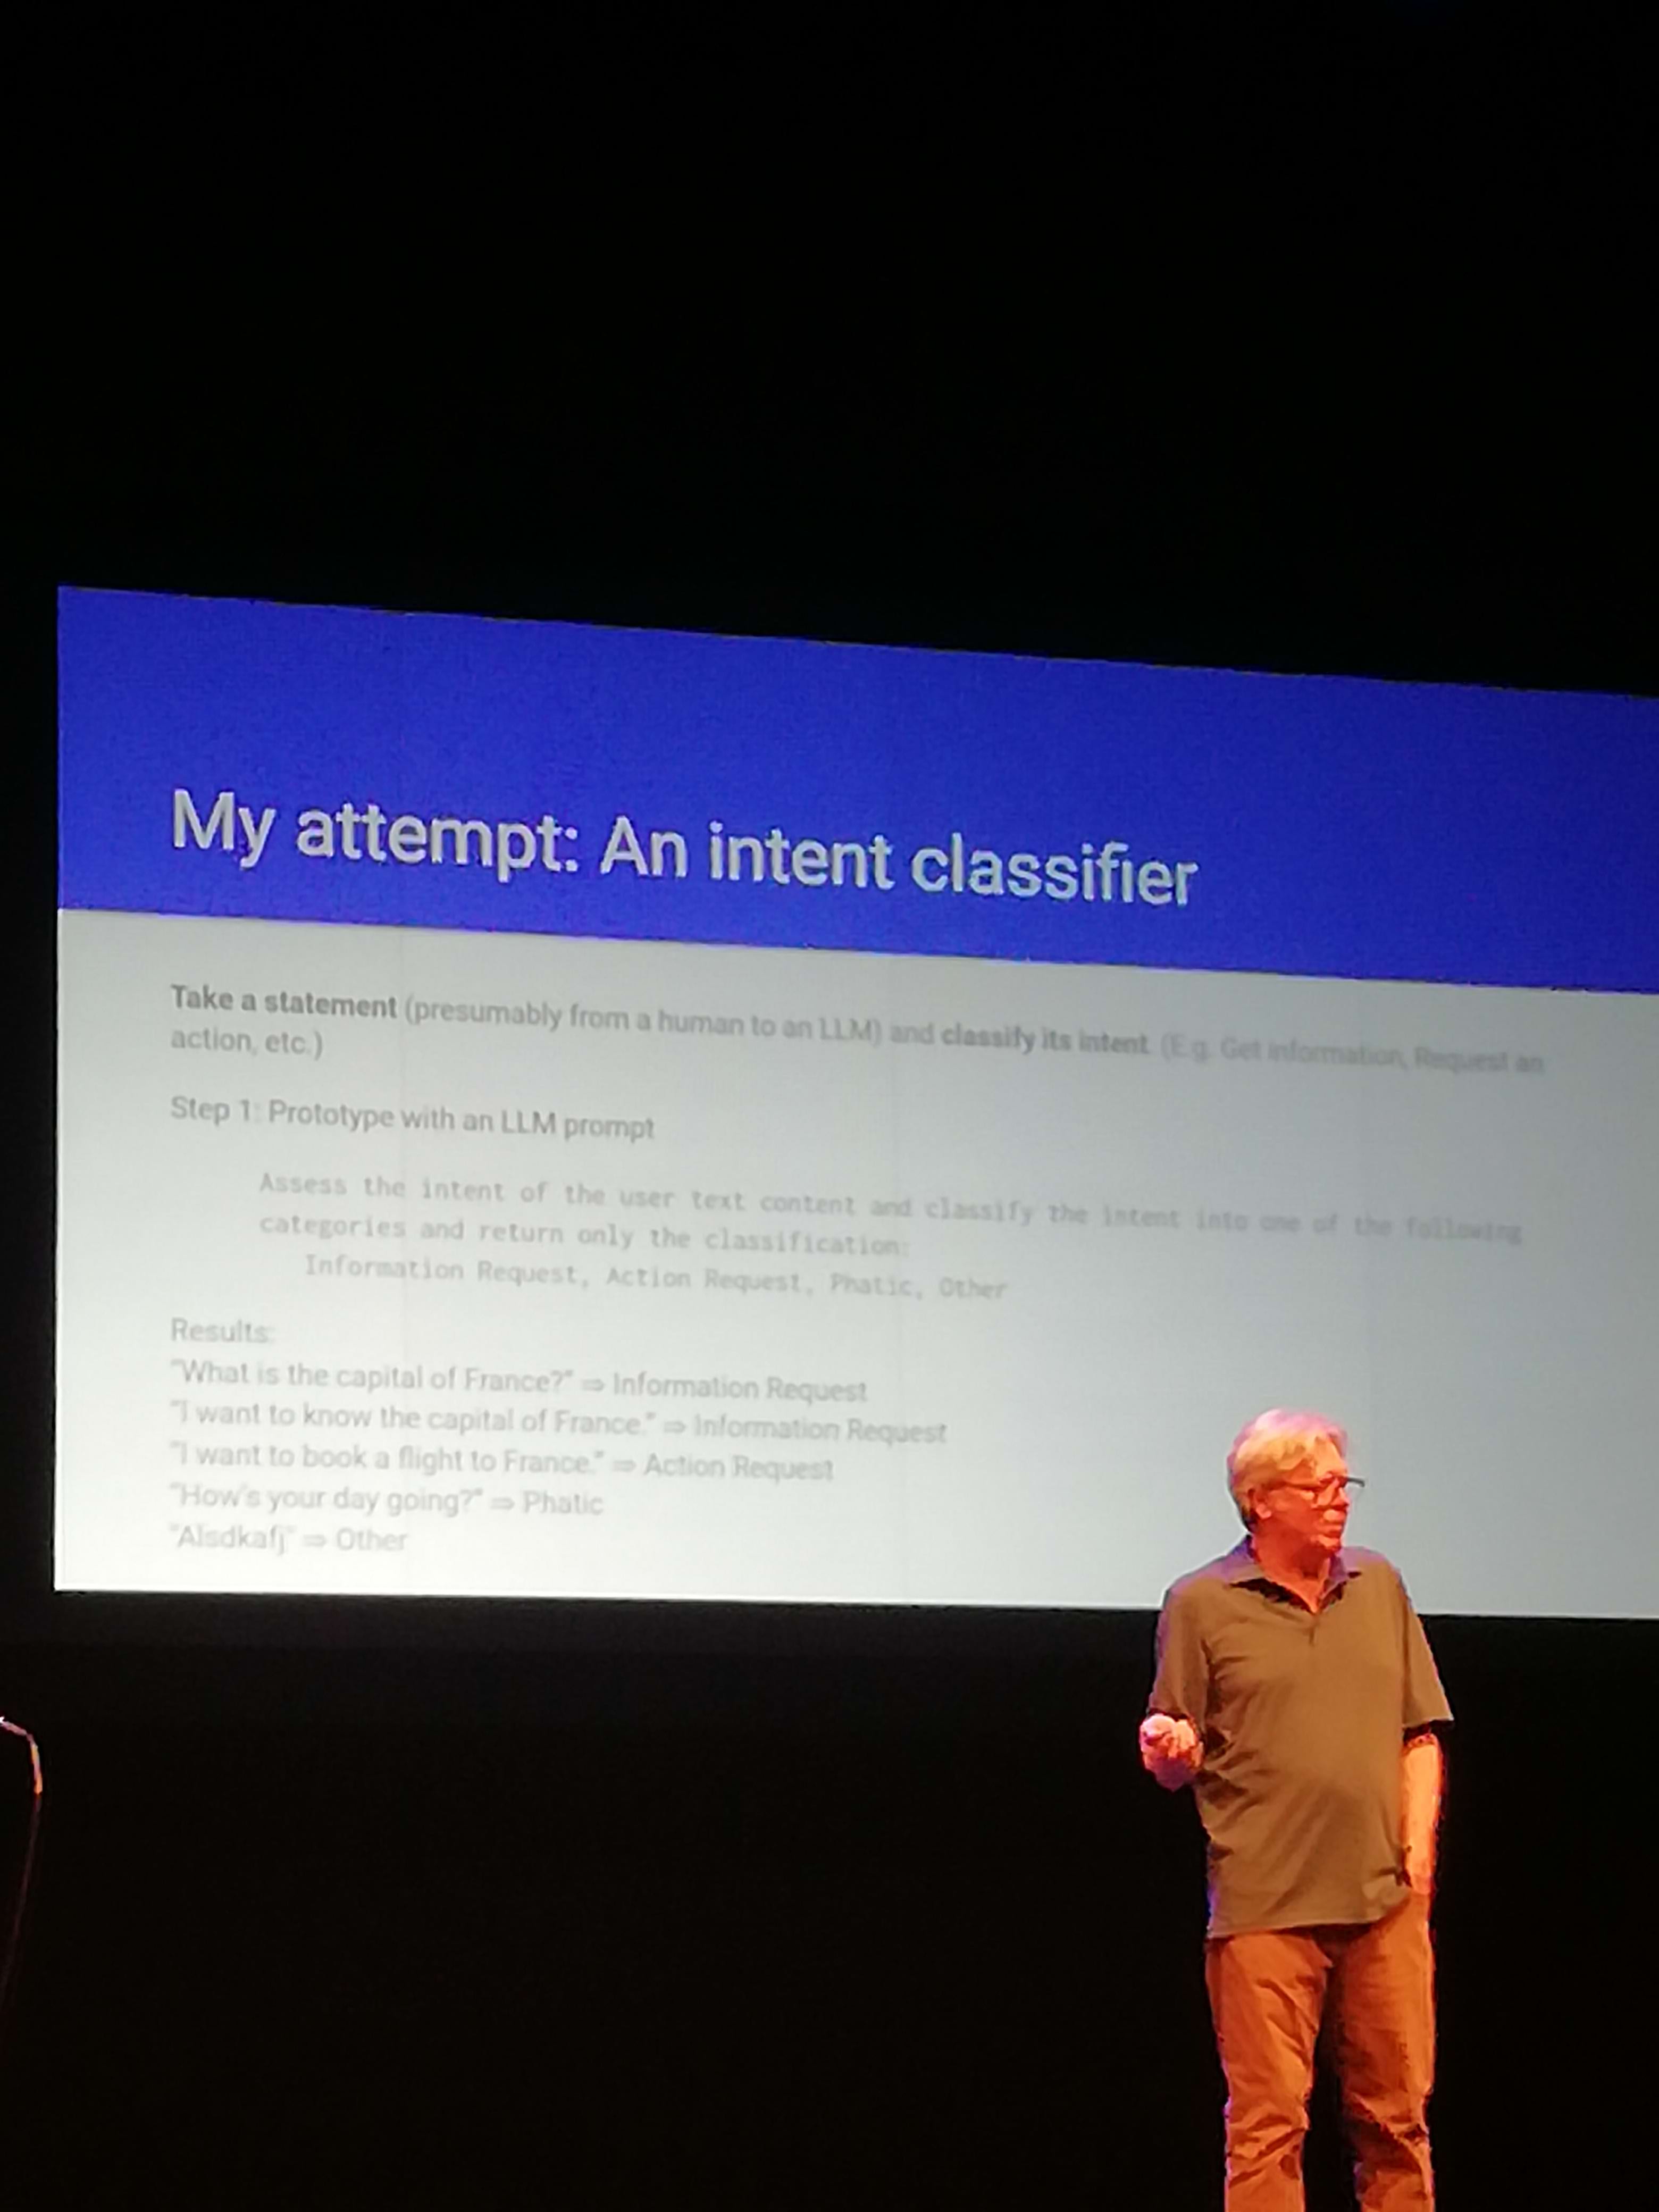 My attempt: An intent classifier
Take a statement (presumably from a human to an LLM) and classify its intent. (E.g. Get information, Request an
action, etc.)
Step 1: Prototype with an LLM prompt
Assess the intent of the user text content and classify the intent into one of the following
categories and return only the classification:
Information Request, Action Request, Phatic, Other
Results:
"What is the capital of France?" ⇒ Information Request
"I want to know the capital of France." ⇒ Information Request
"I want to book a flight to France." ⇒ Action Request
"How's your day going?" ⇒ Phatic
"Alsdkafj" ⇒ Other